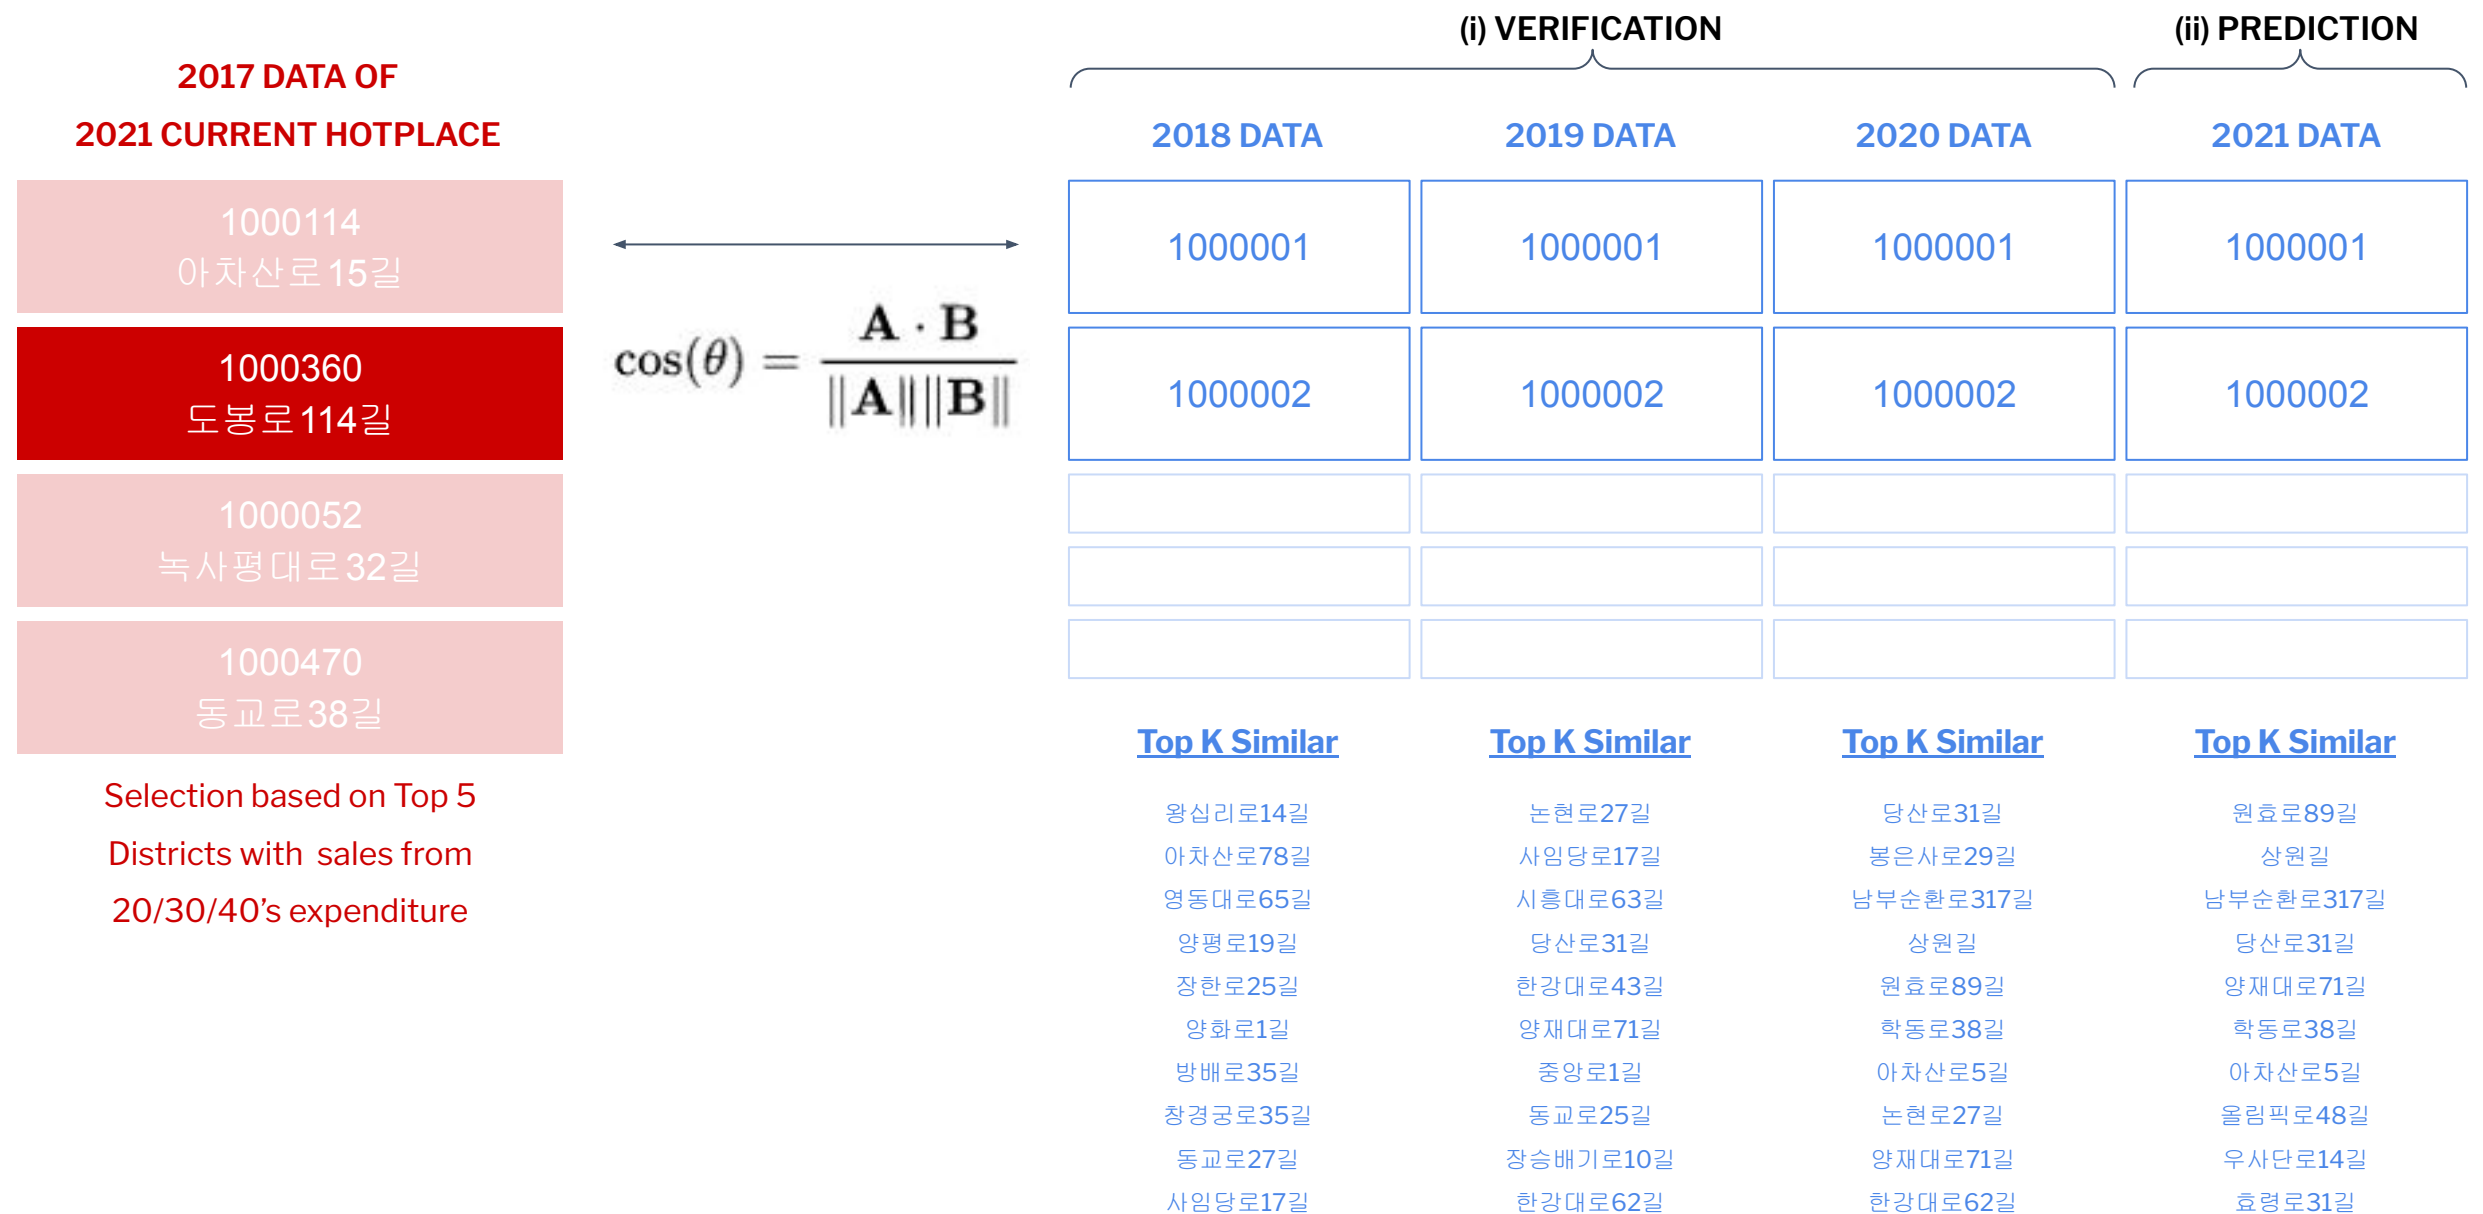 (i) VERIFICATION
(ii) PREDICTION
2017 DATA OF
2021 CURRENT HOTPLACE
1000114
아차산로15길
1000360
도봉로114길
1000052
녹사평대로32길
1000470
동교로38길
Selection based on Top 5
Districts with sales from
20/30/40’s expenditure
cos(θ) = A · B / ‖A‖‖B‖
2018 DATA
2019 DATA
2020 DATA
2021 DATA
1000001
1000001
1000001
1000001
1000002
1000002
1000002
1000002
Top K Similar
왕십리로14길
아차산로78길
영동대로65길
양평로19길
장한로25길
양화로1길
방배로35길
창경궁로35길
동교로27길
사임당로17길
Top K Similar
논현로27길
사임당로17길
시흥대로63길
당산로31길
한강대로43길
양재대로71길
중앙로1길
동교로25길
장승배기로10길
한강대로62길
Top K Similar
당산로31길
봉은사로29길
남부순환로317길
상원길
원효로89길
학동로38길
아차산로5길
논현로27길
양재대로71길
한강대로62길
Top K Similar
원효로89길
상원길
남부순환로317길
당산로31길
양재대로71길
학동로38길
아차산로5길
올림픽로48길
우사단로14길
효령로31길